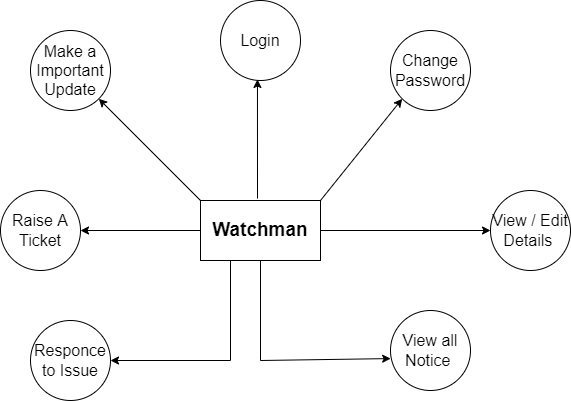 Login
Make a
Important
Update
Change
Password
Raise A
Ticket
Watchman
View / Edit
Details
Responce
to Issue
View all
Notice